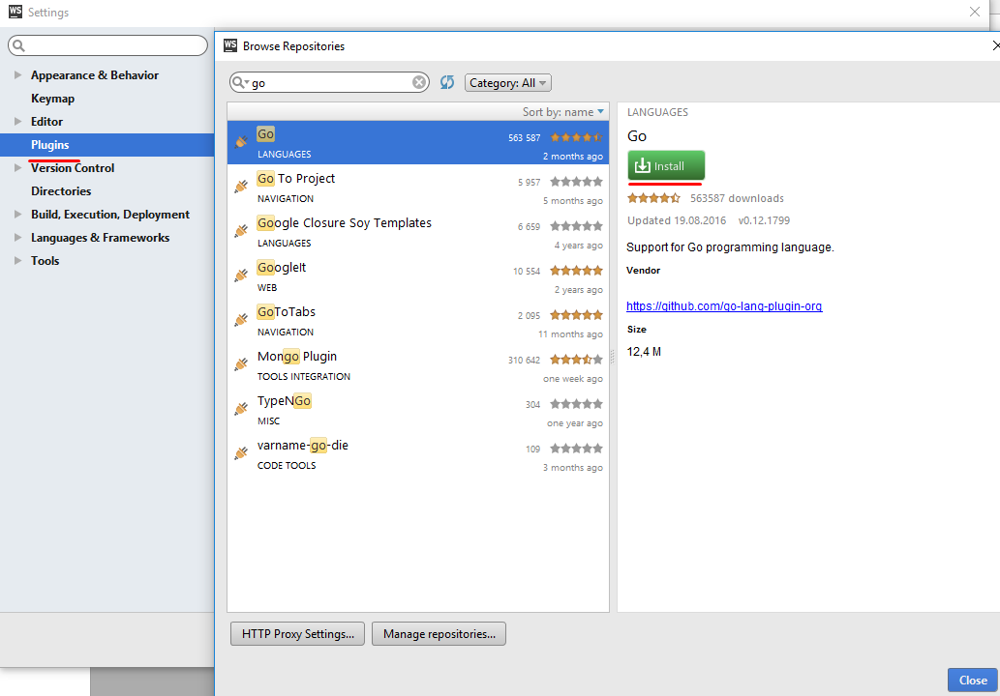 WS Settings
Appearance & Behavior
Keymap
Editor
Plugins
Version Control
Directories
Build, Execution, Deployment
Languages & Frameworks
Tools
WS Browse Repositories
go
Category: All
Sort by: name
Go 563 587
LANGUAGES 2 months ago
Go To Project 5 957
NAVIGATION 5 months ago
Google Closure Soy Templates 6 659
LANGUAGES 4 years ago
GoogleIt 10 554
WEB 2 years ago
GoToTabs 2 095
NAVIGATION 11 months ago
Mongo Plugin 310 642
TOOLS INTEGRATION one week ago
TypeNGo 304
MISC one year ago
varname-go-die 109
CODE TOOLS 3 months ago
LANGUAGES
Go
Install
563587 downloads
Updated 19.08.2016 v0.12.1799
Support for Go programming language.
Vendor
https://github.com/go-lang-plugin-org
Size
12,4 M
HTTP Proxy Settings...
Manage repositories...
Close